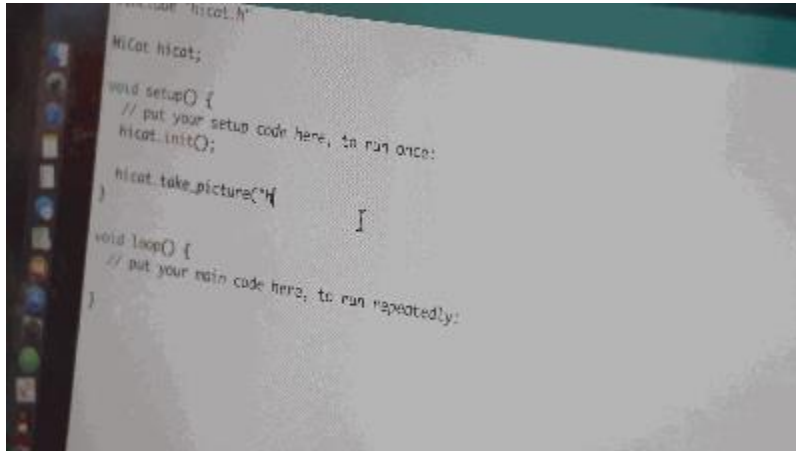 #include "hicat.h"
HiCat hicat;
void setup() {
// put your setup code here, to run once:
hicat.init();
hicat.take_picture("H
}
void loop() {
// put your main code here, to run repeatedly:
}